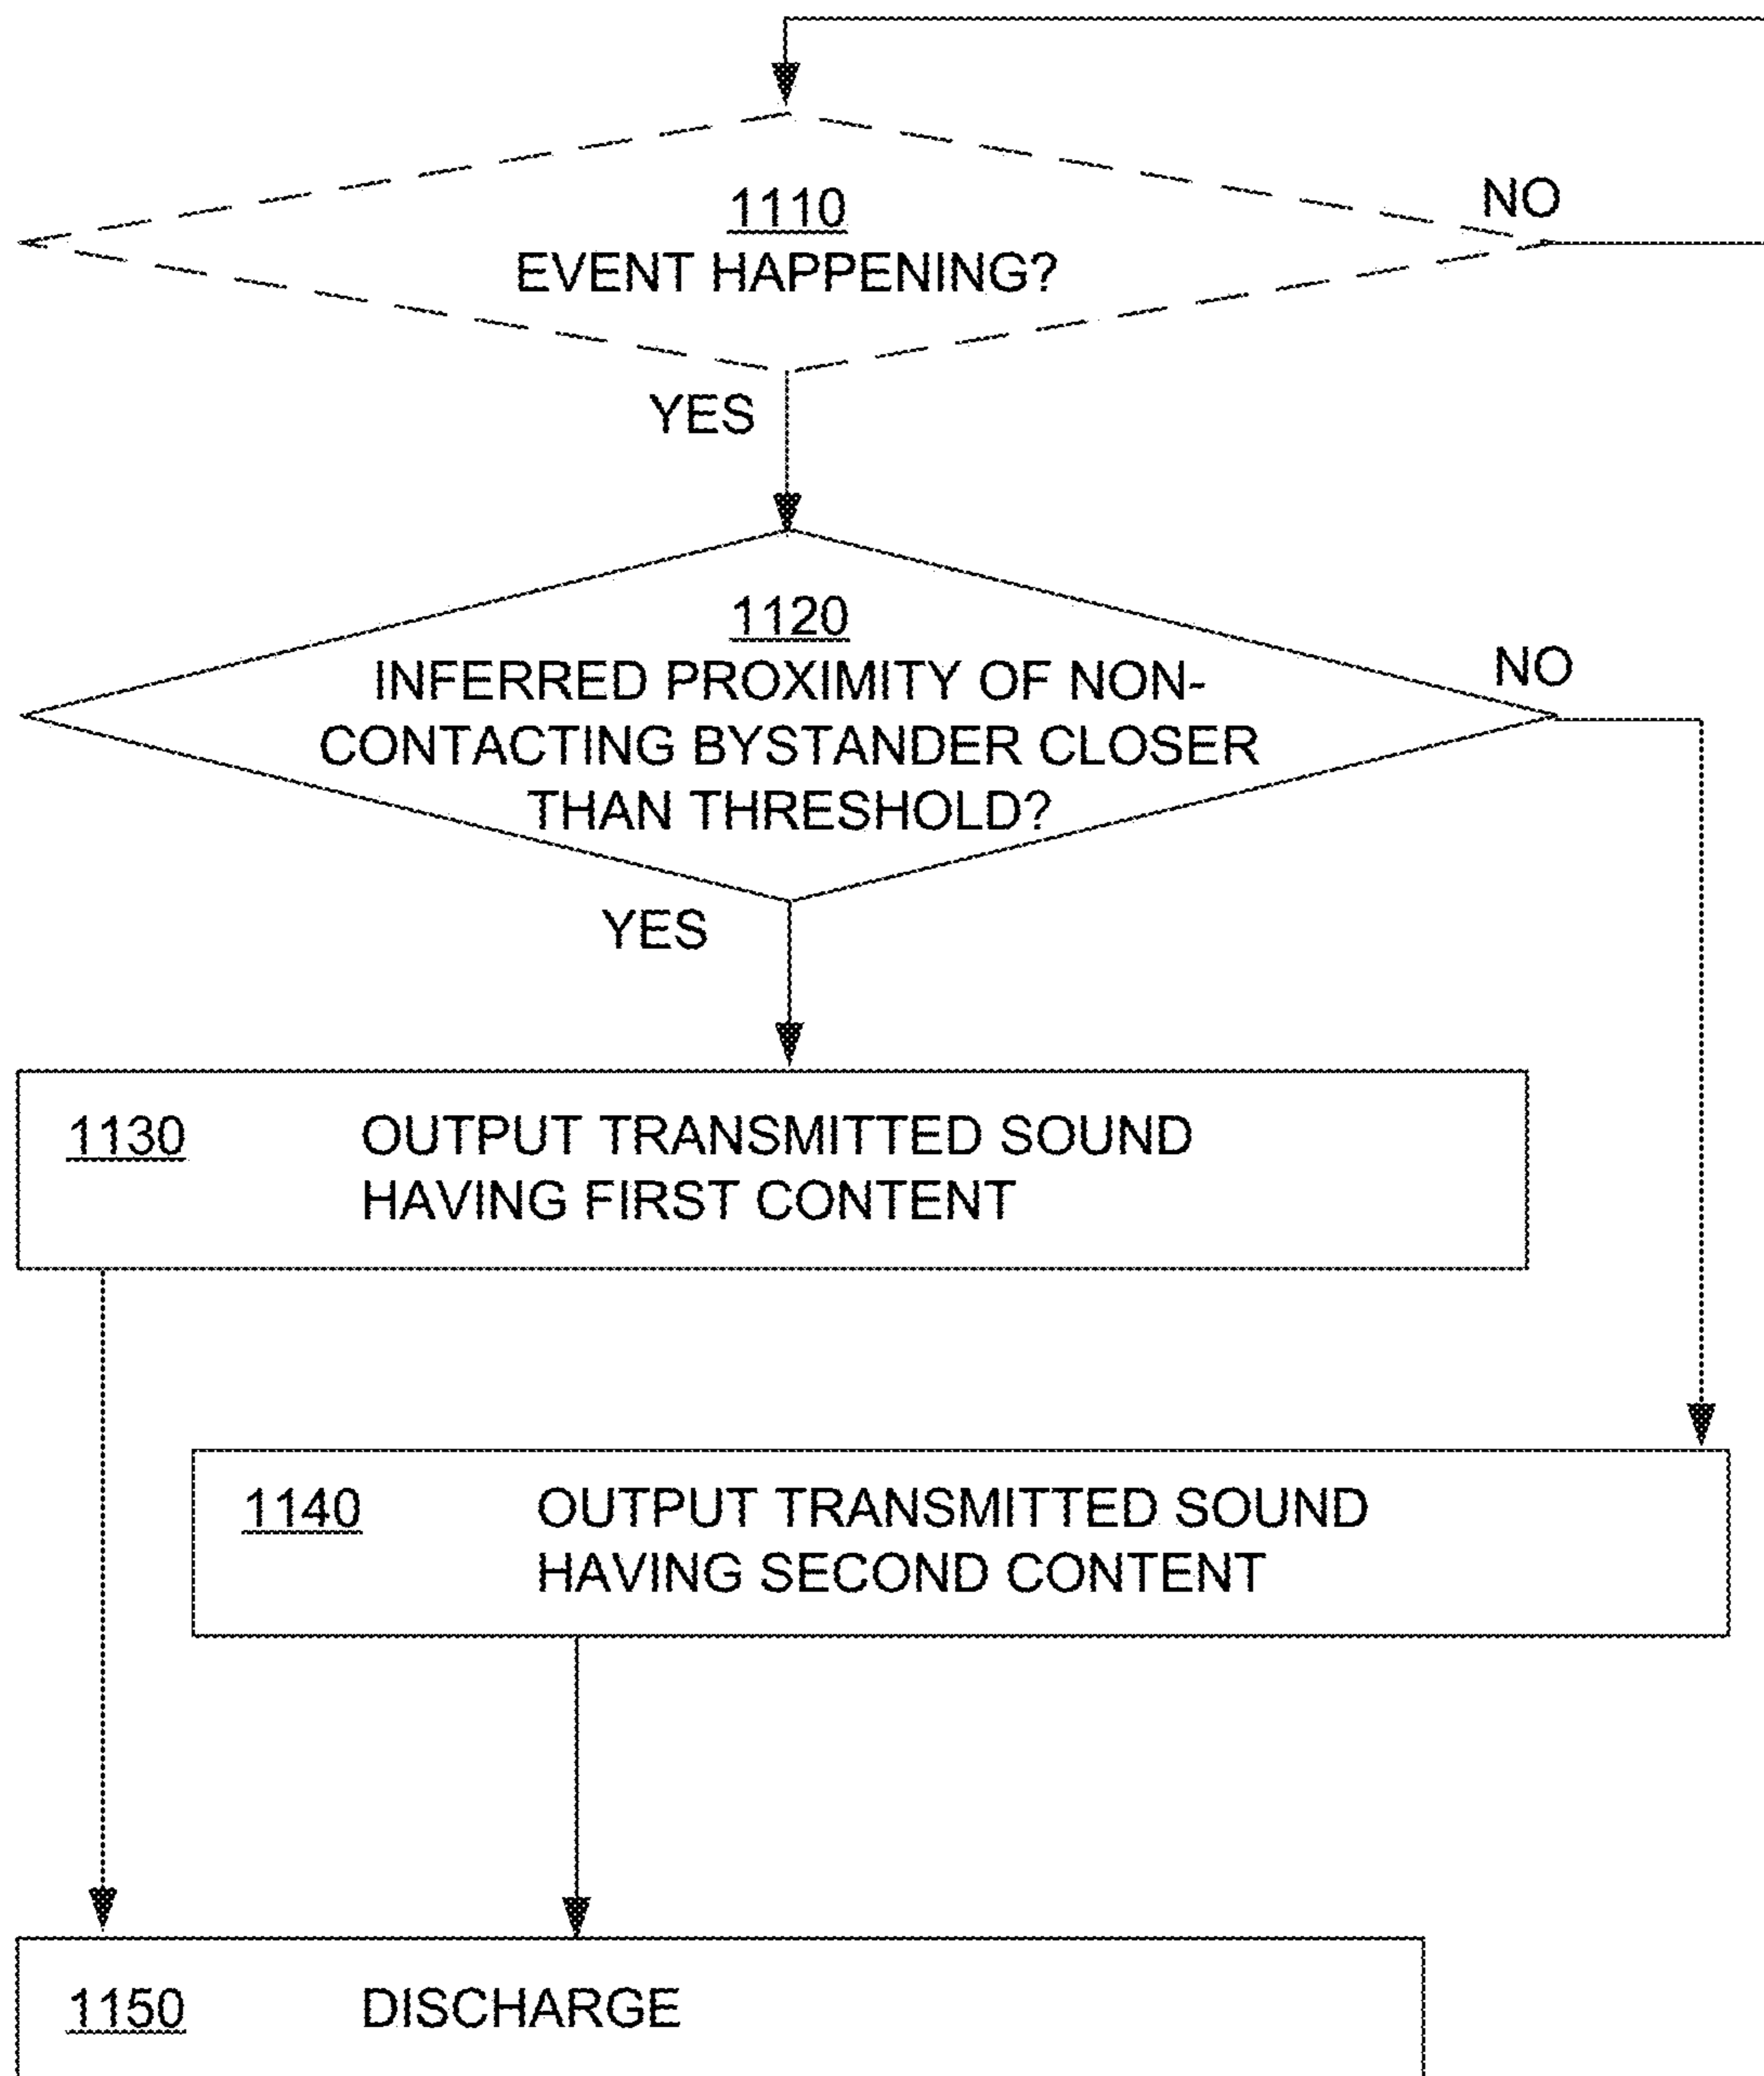 1110
EVENT HAPPENING?
NO
YES
1120
INFERRED PROXIMITY OF NON-
CONTACTING BYSTANDER CLOSER
THAN THRESHOLD?
NO
YES
1130 OUTPUT TRANSMITTED SOUND
HAVING FIRST CONTENT
1140 OUTPUT TRANSMITTED SOUND
HAVING SECOND CONTENT
1150 DISCHARGE